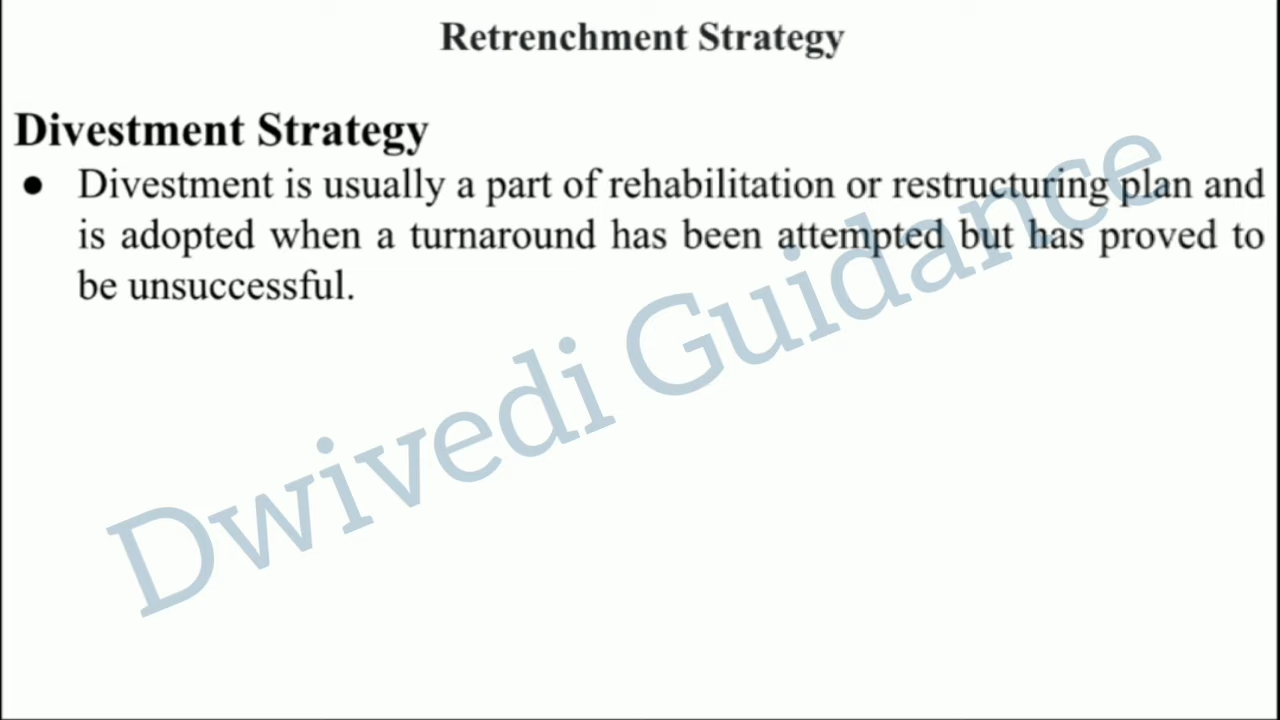 Retrenchment Strategy
Divestment Strategy
● Divestment is usually a part of rehabilitation or restructuring plan and
is adopted when a turnaround has been attempted but has proved to
be unsuccessful.
Dwivedi Guidance